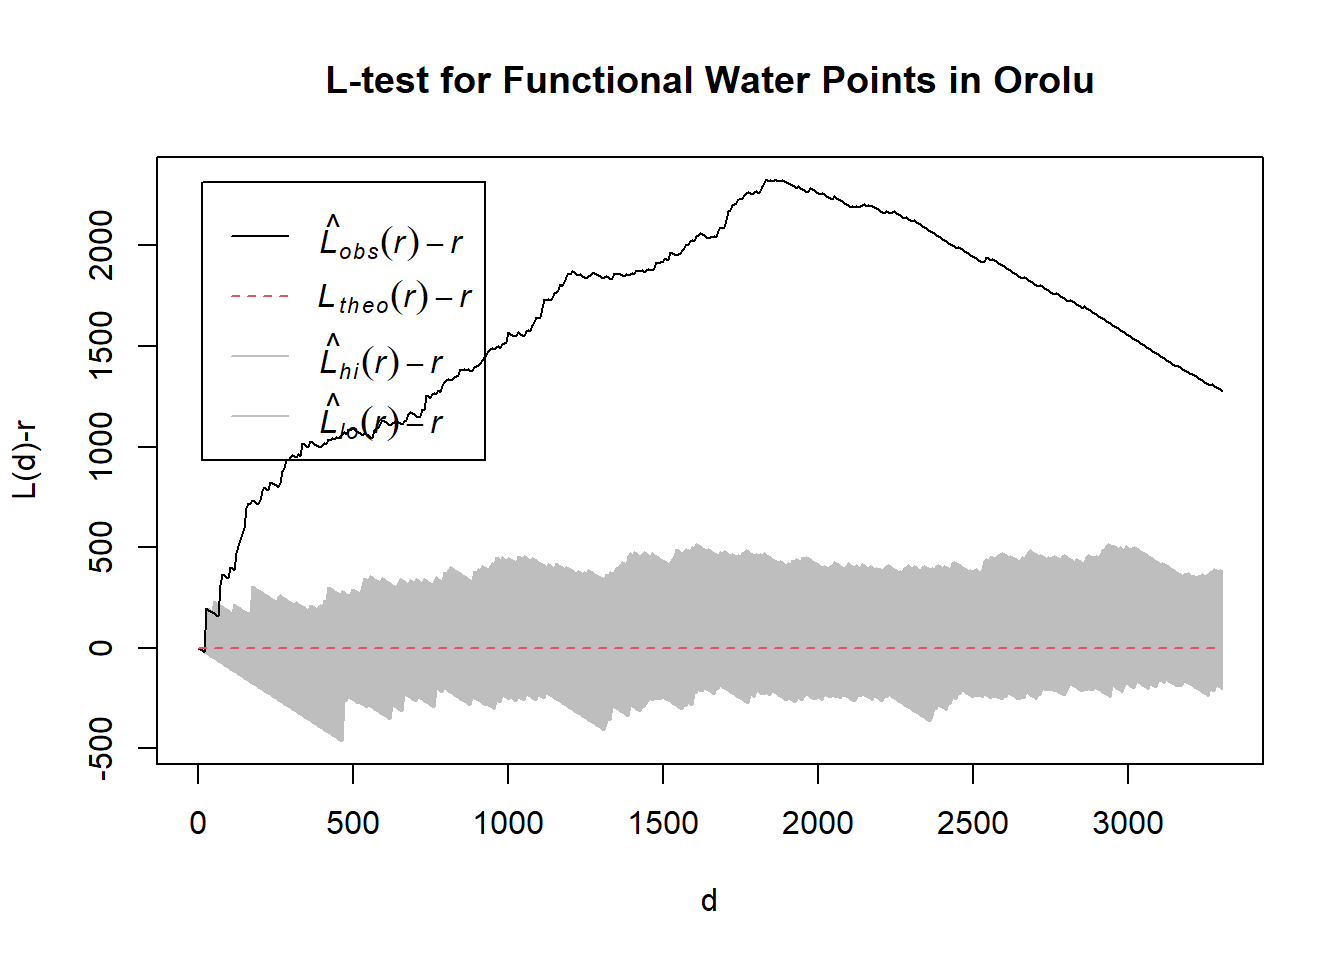 L-test for Functional Water Points in Orolu
L̂obs(r) − r
Ltheo(r) − r
L̂hi(r) − r
L̂lo(r) − r
L(d)-r
2000
1500
1000
500
0
-500
0 500 1000 1500 2000 2500 3000
d